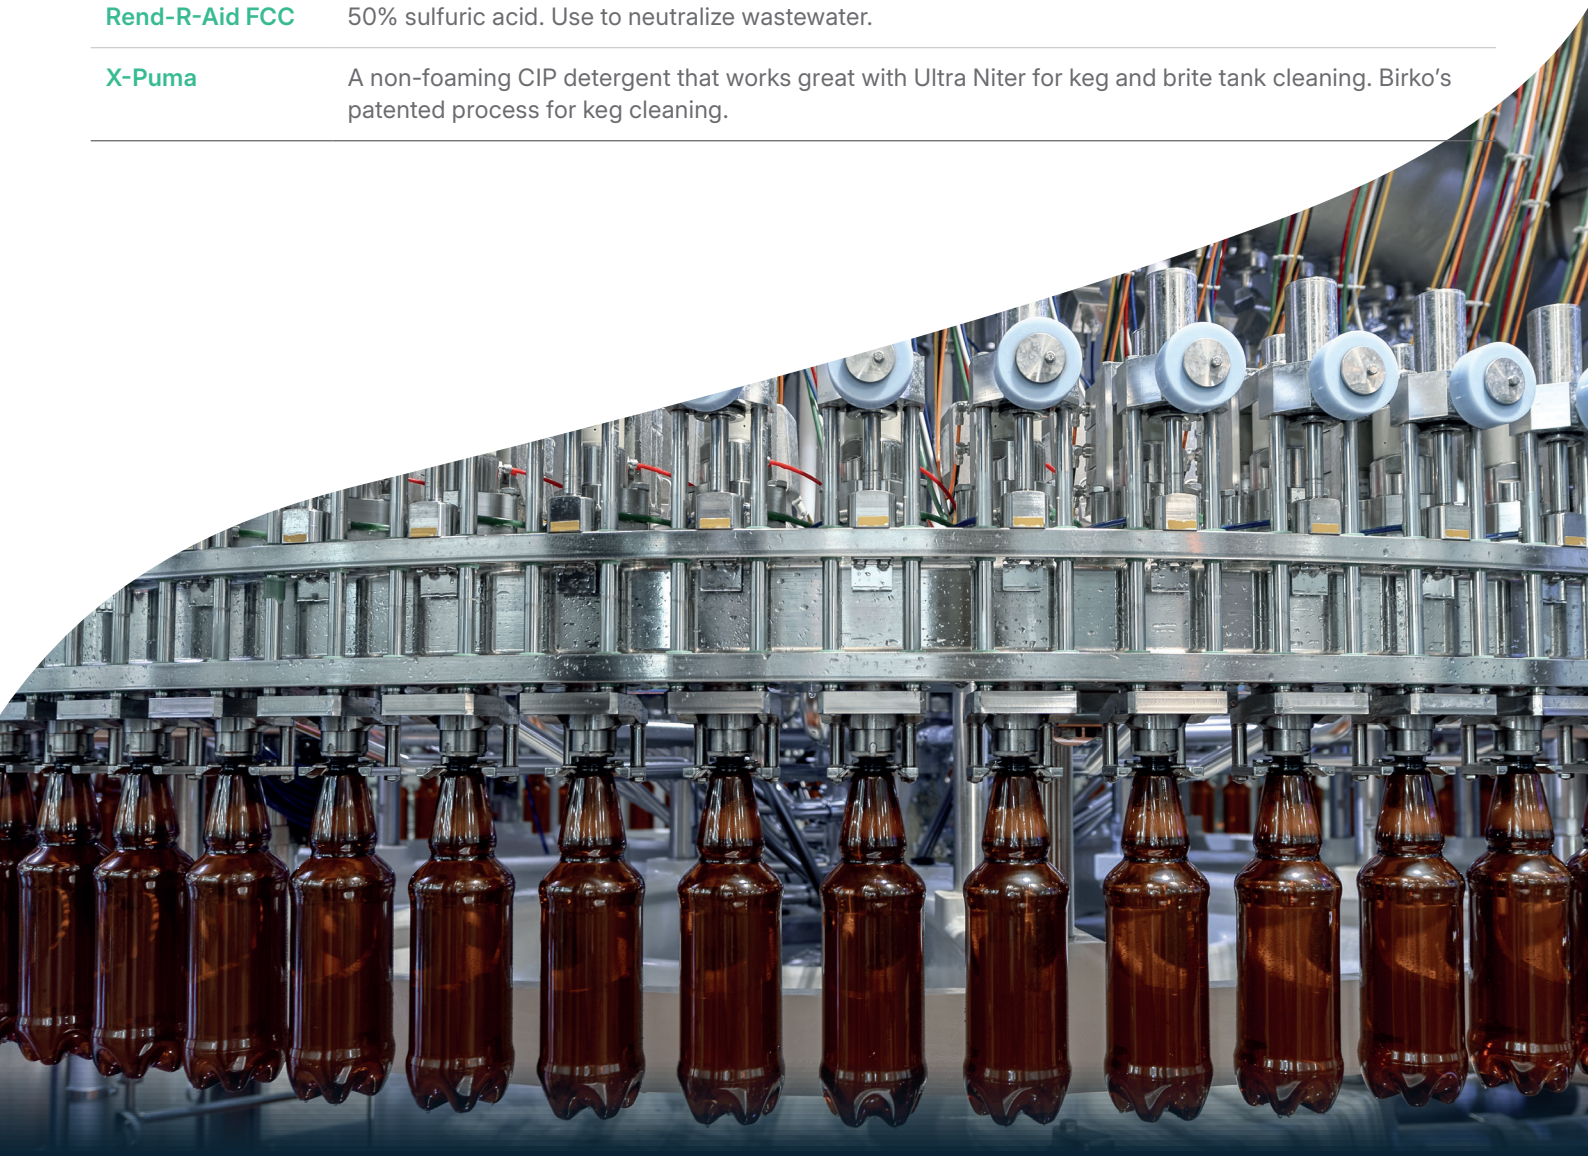 Rend-R-Aid FCC 50% sulfuric acid. Use to neutralize wastewater.
X-Puma A non-foaming CIP detergent that works great with Ultra Niter for keg and brite tank cleaning. Birko’s
patented process for keg cleaning.